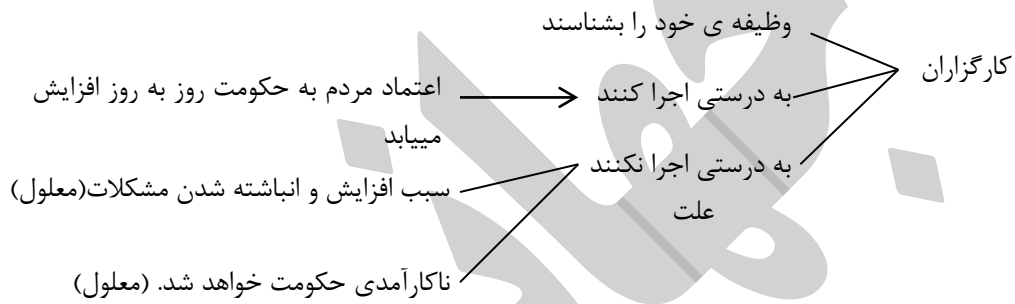 وظیفه ی خود را بشناسند
کارگزاران
به درستی اجرا کنند
اعتماد مردم به حکومت روز به روز افزایش
مییابد
به درستی اجرا نکنند
علت
سبب افزایش و انباشته شدن مشکلات(معلول)
ناکارآمدی حکومت خواهد شد. (معلول)